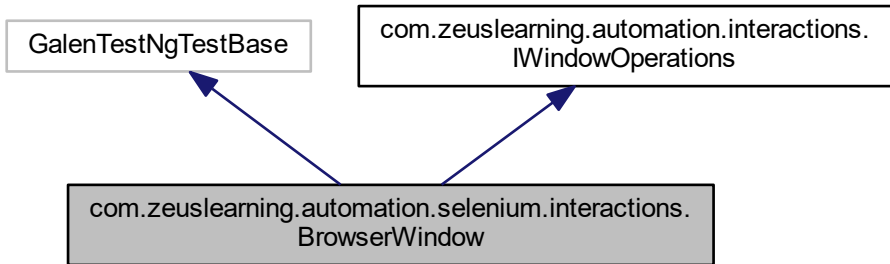 GalenTestNgTestBase
com.zeuslearning.automation.interactions.
IWindowOperations
com.zeuslearning.automation.selenium.interactions.
BrowserWindow